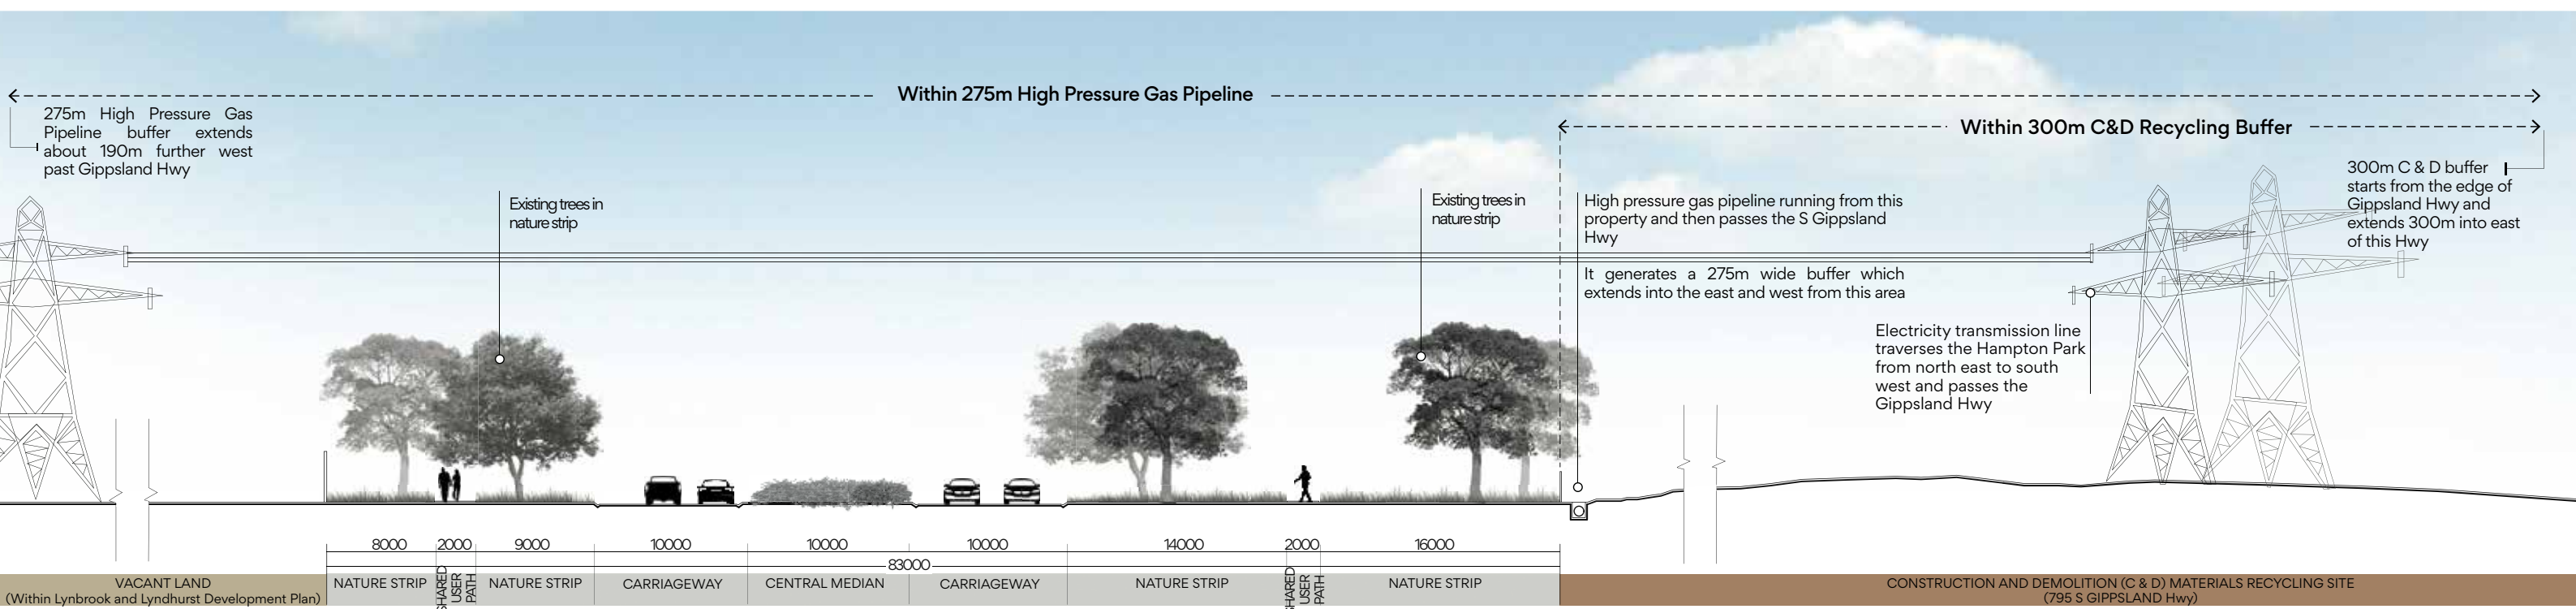 Within 275m High Pressure Gas Pipeline
275m High Pressure Gas
Pipeline buffer extends
about 190m further west
past Gippsland Hwy
Within 300m C&D Recycling Buffer
300m C & D buffer
starts from the edge of
Gippsland Hwy and
extends 300m into east
of this Hwy
Existing trees in
nature strip
Existing trees in
nature strip
High pressure gas pipeline running from this
property and then passes the S Gippsland
Hwy
It generates a 275m wide buffer which
extends into the east and west from this area
Electricity transmission line
traverses the Hampton Park
from north east to south
west and passes the
Gippsland Hwy
8000 2000 9000 10000 10000 10000 14000 2000 16000
83000
VACANT LAND
(Within Lynbrook and Lyndhurst Development Plan)
NATURE STRIP
SHARED
USER
PATH
NATURE STRIP
CARRIAGEWAY
CENTRAL MEDIAN
CARRIAGEWAY
NATURE STRIP
SHARED
USER
PATH
NATURE STRIP
CONSTRUCTION AND DEMOLITION (C & D) MATERIALS RECYCLING SITE
(795 S GIPPSLAND Hwy)